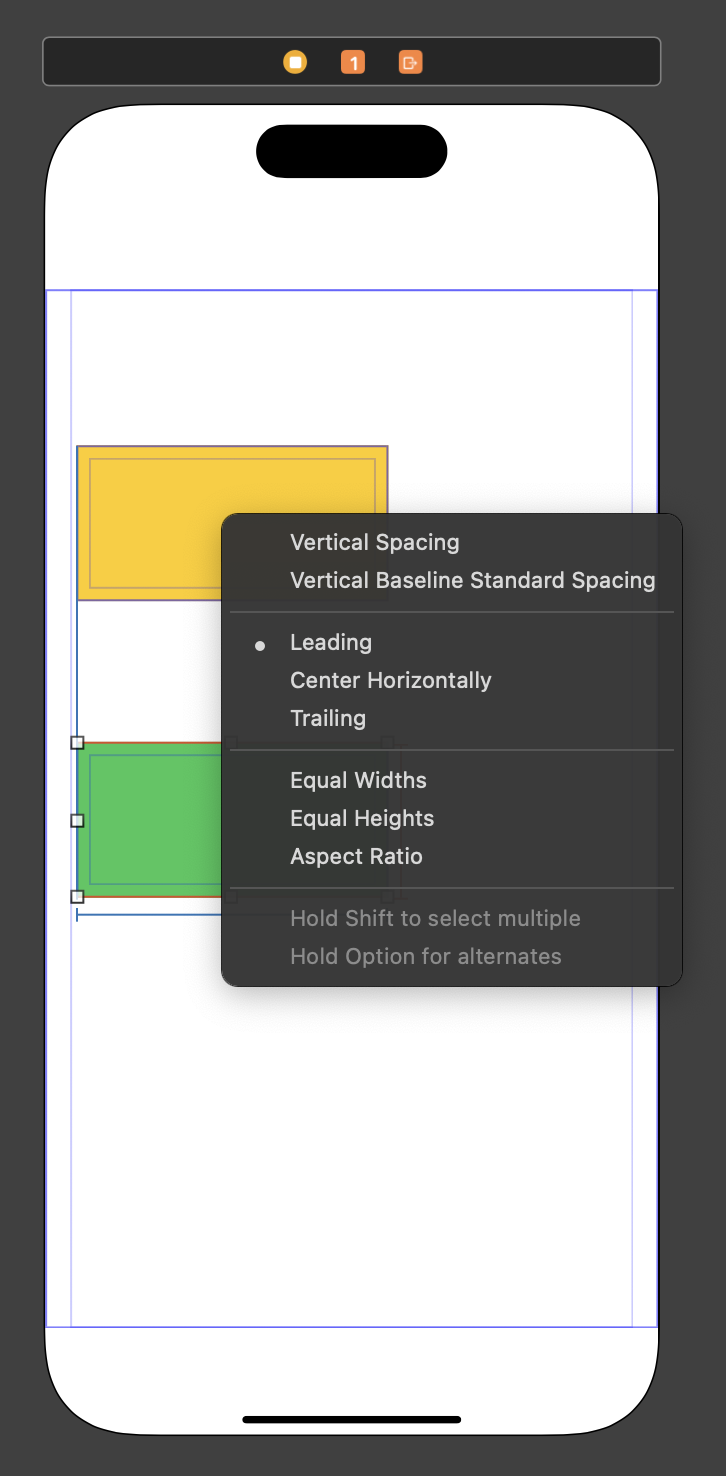 1
Vertical Spacing
Vertical Baseline Standard Spacing
Leading
Center Horizontally
Trailing
Equal Widths
Equal Heights
Aspect Ratio
Hold Shift to select multiple
Hold Option for alternates